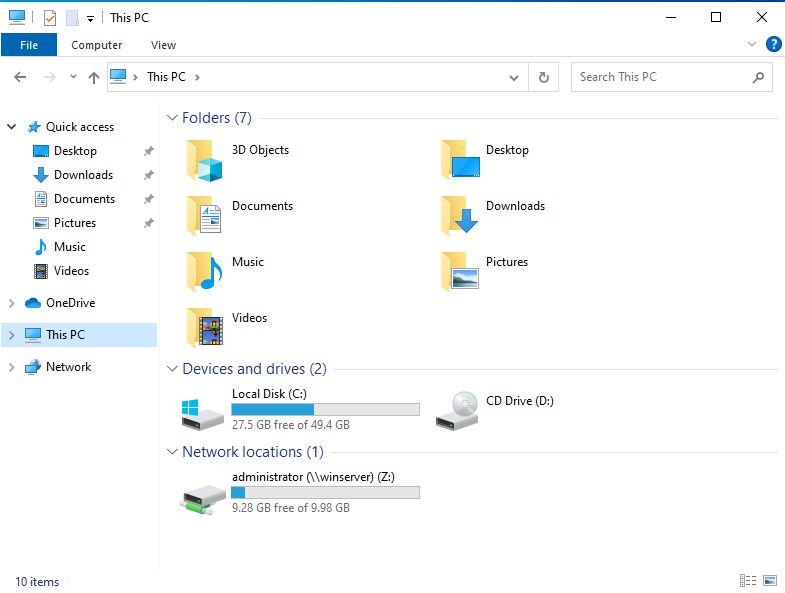 This PC
File
Computer
View
?
This PC
Search This PC
Quick access
Desktop
Downloads
Documents
Pictures
Music
Videos
OneDrive
This PC
Network
Folders (7)
3D Objects
Desktop
Documents
Downloads
Music
Pictures
Videos
Devices and drives (2)
Local Disk (C:)
27.5 GB free of 49.4 GB
CD Drive (D:)
Network locations (1)
administrator (\\winserver) (Z:)
9.28 GB free of 9.98 GB
10 items